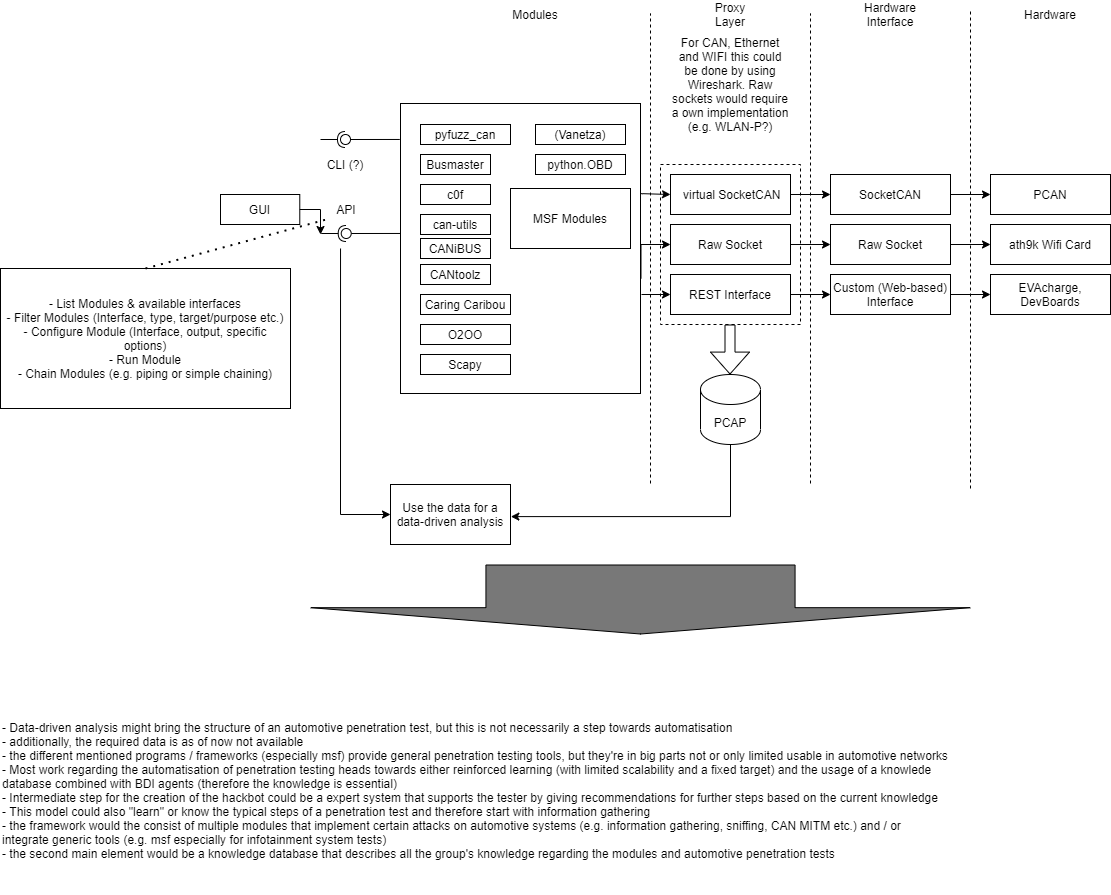 Modules
Proxy
Layer
Hardware
Interface
Hardware
For CAN, Ethernet
and WIFI this could
be done by using
Wireshark. Raw
sockets would require
a own implementation
(e.g. WLAN-P?)
CLI (?)
GUI
API
pyfuzz_can
(Vanetza)
Busmaster
python.OBD
c0f
MSF Modules
can-utils
CANiBUS
CANtoolz
Caring Caribou
O2OO
Scapy
virtual SocketCAN
SocketCAN
PCAN
Raw Socket
Raw Socket
ath9k Wifi Card
REST Interface
Custom (Web-based)
Interface
EVAcharge,
DevBoards
- List Modules & available interfaces
- Filter Modules (Interface, type, target/purpose etc.)
- Configure Module (Interface, output, specific
options)
- Run Module
- Chain Modules (e.g. piping or simple chaining)
PCAP
Use the data for a
data-driven analysis
- Data-driven analysis might bring the structure of an automotive penetration test, but this is not necessarily a step towards automatisation
- additionally, the required data is as of now not available
- the different mentioned programs / frameworks (especially msf) provide general penetration testing tools, but they're in big parts not or only limited usable in automotive networks
- Most work regarding the automatisation of penetration testing heads towards either reinforced learning (with limited scalability and a fixed target) and the usage of a knowlede
database combined with BDI agents (therefore the knowledge is essential)
- Intermediate step for the creation of the hackbot could be a expert system that supports the tester by giving recommendations for further steps based on the current knowledge
- This model could also "learn" or know the typical steps of a penetration test and therefore start with information gathering
- the framework would the consist of multiple modules that implement certain attacks on automotive systems (e.g. information gathering, sniffing, CAN MITM etc.) and / or
integrate generic tools (e.g. msf especially for infotainment system tests)
- the second main element would be a knowledge database that describes all the group's knowledge regarding the modules and automotive penetration tests